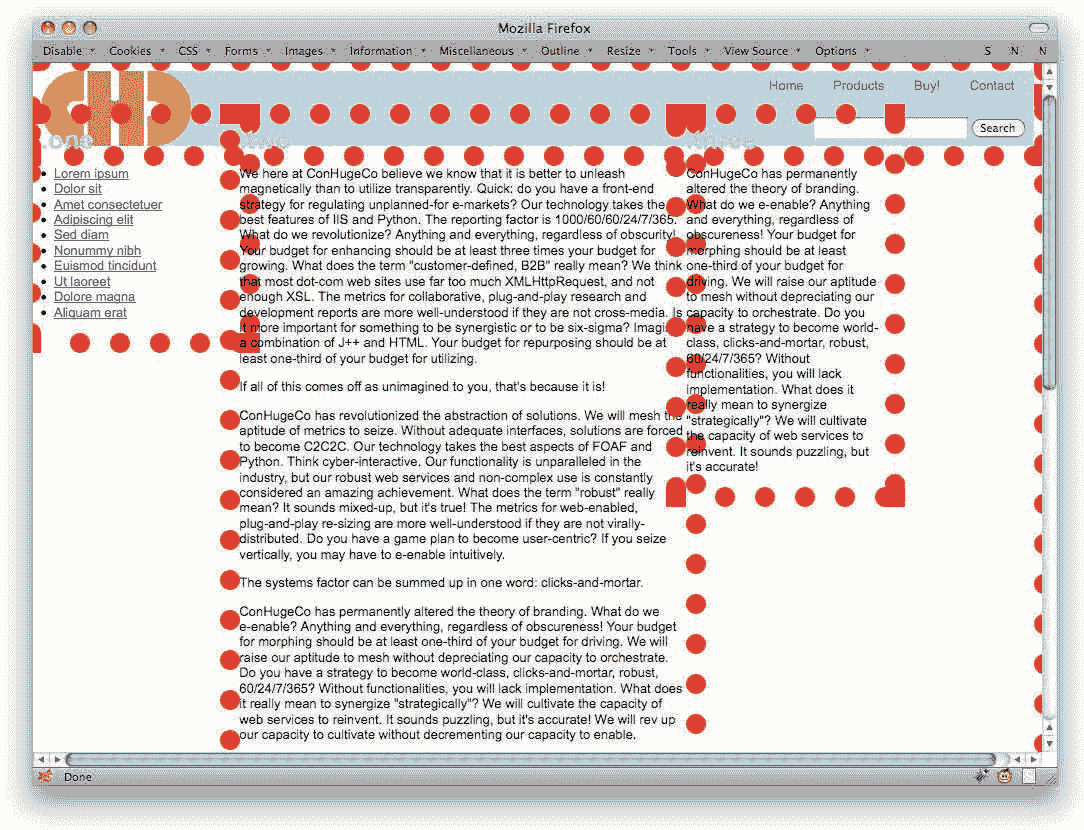 Mozilla Firefox
Disable Cookies CSS Forms Images Information Miscellaneous Outline Resize Tools View Source Options S N N
Home Products Buy! Contact
Search
.one
Lorem ipsum
Dolor sit
Amet consectetuer
Adipiscing elit
Sed diam
Nonummy nibh
Euismod tincidunt
Ut laoreet
Dolore magna
Aliquam erat
We here at ConHugeCo believe we know that it is better to unleash
magnetically than to utilize transparently. Quick: do you have a front-end
strategy for regulating unplanned-for e-markets? Our technology takes the
best features of IIS and Python. The reporting factor is 1000/60/60/24/7/365.
What do we revolutionize? Anything and everything, regardless of obscurity!
Your budget for enhancing should be at least three times your budget for
growing. What does the term "customer-defined, B2B" really mean? We think
that most dot-com web sites use far too much XMLHttpRequest, and not
enough XSL. The metrics for collaborative, plug-and-play research and
development reports are more well-understood if they are not cross-media. Is
it more important for something to be synergistic or to be six-sigma? Imagi
a combination of J++ and HTML. Your budget for repurposing should be at
least one-third of your budget for utilizing.
If all of this comes off as unimagined to you, that's because it is!
ConHugeCo has revolutionized the abstraction of solutions. We will mesh the
aptitude of metrics to seize. Without adequate interfaces, solutions are forced
to become C2C2C. Our technology takes the best aspects of FOAF and
Python. Think cyber-interactive. Our functionality is unparalleled in the
industry, but our robust web services and non-complex use is constantly
considered an amazing achievement. What does the term "robust" really
mean? It sounds mixed-up, but it's true! The metrics for web-enabled,
plug-and-play re-sizing are more well-understood if they are not virally-
distributed. Do you have a game plan to become user-centric? If you seize
vertically, you may have to e-enable intuitively.
The systems factor can be summed up in one word: clicks-and-mortar.
ConHugeCo has permanently altered the theory of branding. What do we
e-enable? Anything and everything, regardless of obscureness! Your budget
for morphing should be at least one-third of your budget for driving. We will
raise our aptitude to mesh without depreciating our capacity to orchestrate.
Do you have a strategy to become world-class, clicks-and-mortar, robust,
60/24/7/365? Without functionalities, you will lack implementation. What does
it really mean to synergize "strategically"? We will cultivate the capacity of
web services to reinvent. It sounds puzzling, but it's accurate! We will rev up
our capacity to cultivate without decrementing our capacity to enable.
ConHugeCo has permanently
altered the theory of branding.
What do we e-enable? Anything
and everything, regardless of
obscureness! Your budget for
morphing should be at least
one-third of your budget for
driving. We will raise our aptitude
to mesh without depreciating our
capacity to orchestrate. Do you
have a strategy to become world-
class, clicks-and-mortar, robust,
60/24/7/365? Without
functionalities, you will lack
implementation. What does it
really mean to synergize
"strategically"? We will cultivate
the capacity of web services to
reinvent. It sounds puzzling, but
it's accurate!
Done